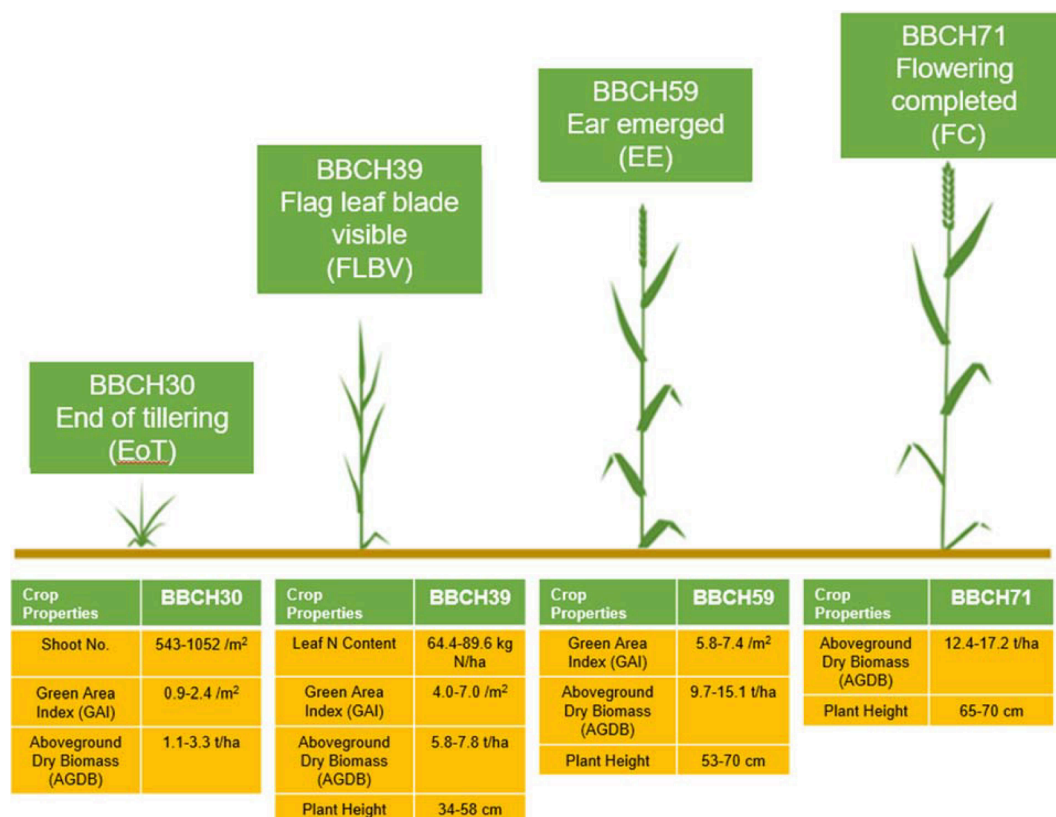 BBCH30
End of tillering
(EoT)
BBCH39
Flag leaf blade
visible
(FLBV)
BBCH59
Ear emerged
(EE)
BBCH71
Flowering
completed
(FC)
Crop
Properties
BBCH30
Shoot No.
543-1052 /m²
Green Area
Index (GAI)
0.9-2.4 /m²
Aboveground
Dry Biomass
(AGDB)
1.1-3.3 t/ha
Crop
Properties
BBCH39
Leaf N Content
64.4-89.6 kg
N/ha
Green Area
Index (GAI)
4.0-7.0 /m²
Aboveground
Dry Biomass
(AGDB)
5.8-7.8 t/ha
Plant Height
34-58 cm
Crop
Properties
BBCH59
Green Area
Index (GAI)
5.8-7.4 /m²
Aboveground
Dry Biomass
(AGDB)
9.7-15.1 t/ha
Plant Height
53-70 cm
Crop
Properties
BBCH71
Aboveground
Dry Biomass
(AGDB)
12.4-17.2 t/ha
Plant Height
65-70 cm